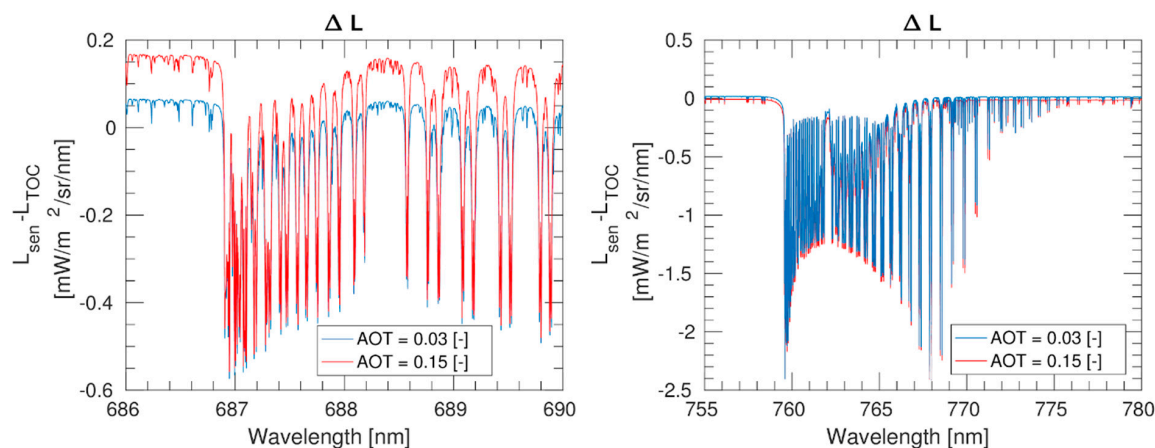 Δ L
0.2
0
-0.2
-0.4
-0.6
L_sen -L_TOC
[mW/m ²/sr/nm]
AOT = 0.03 [-]
AOT = 0.15 [-]
686 687 688 689 690
Wavelength [nm]
Δ L
0.5
0
-0.5
-1
-1.5
-2
-2.5
L_sen -L_TOC
[mW/m ²/sr/nm]
AOT = 0.03 [-]
AOT = 0.15 [-]
755 760 765 770 775 780
Wavelength [nm]